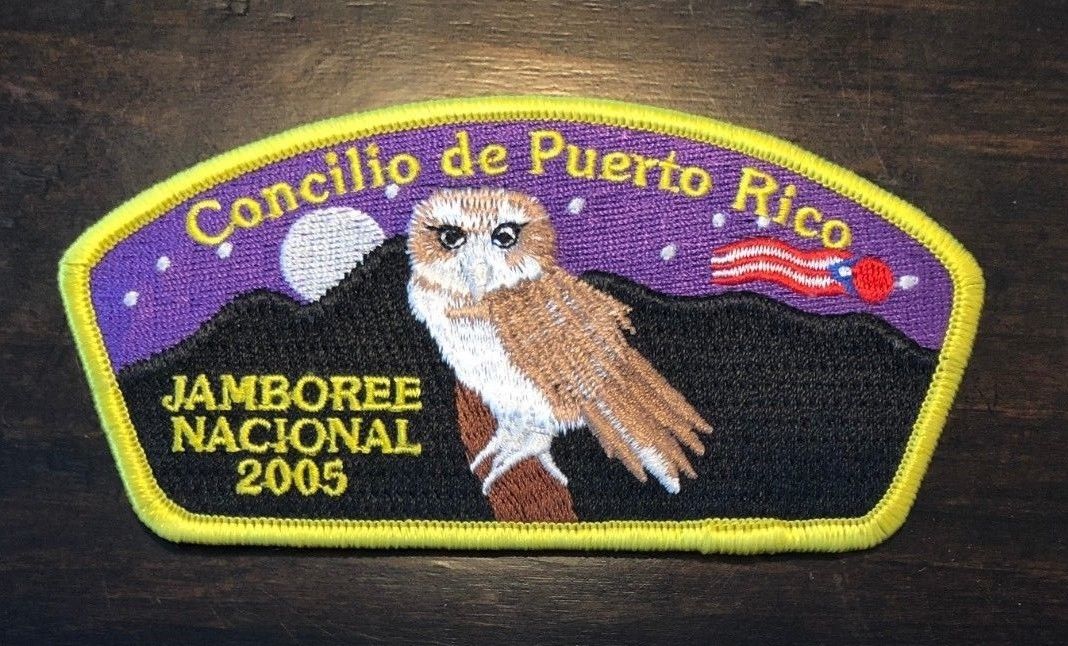 Concilio de Puerto Rico
JAMBOREE
NACIONAL
2005